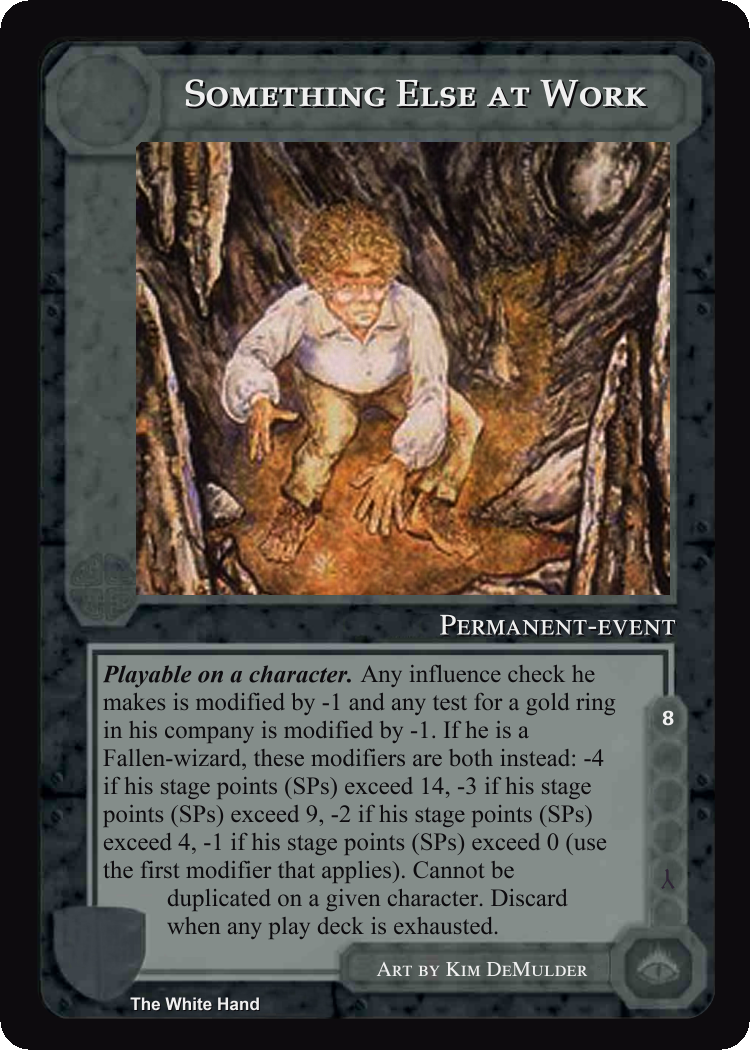 Something Else at Work
Permanent-event
Playable on a character. Any influence check he
makes is modified by -1 and any test for a gold ring
in his company is modified by -1. If he is a
Fallen-wizard, these modifiers are both instead: -4
if his stage points (SPs) exceed 14, -3 if his stage
points (SPs) exceed 9, -2 if his stage points (SPs)
exceed 4, -1 if his stage points (SPs) exceed 0 (use
the first modifier that applies). Cannot be
duplicated on a given character. Discard
when any play deck is exhausted.
8
Art by Kim DeMulder
The White Hand